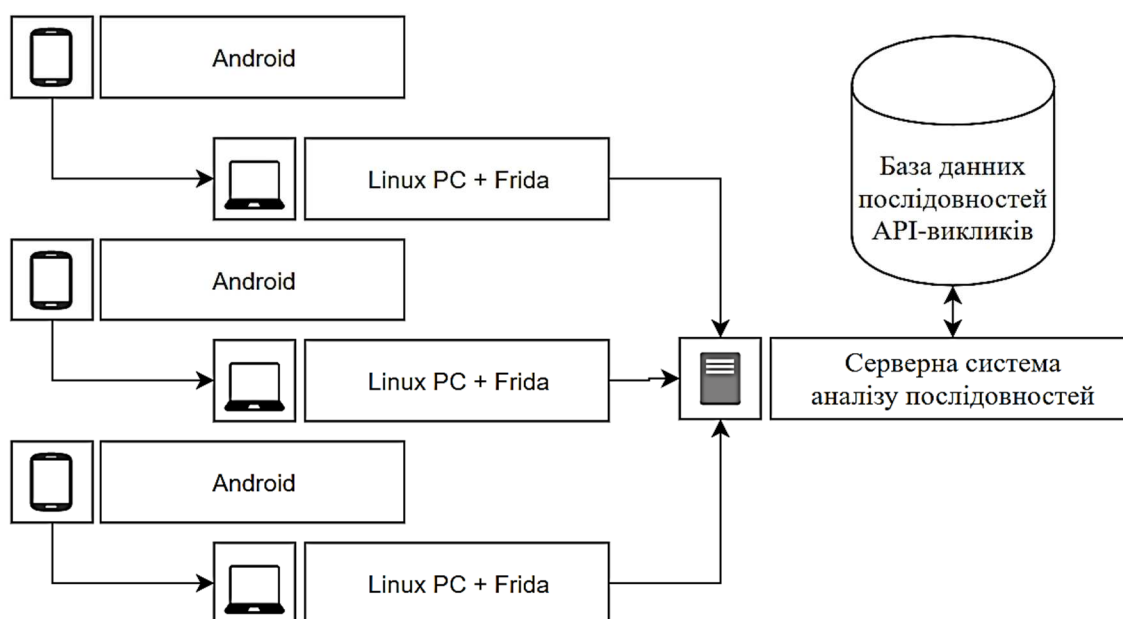 Android
Linux PC + Frida
Android
Linux PC + Frida
Android
Linux PC + Frida
База данних
послідовностей
API-викликів
Серверна система
аналізу послідовностей